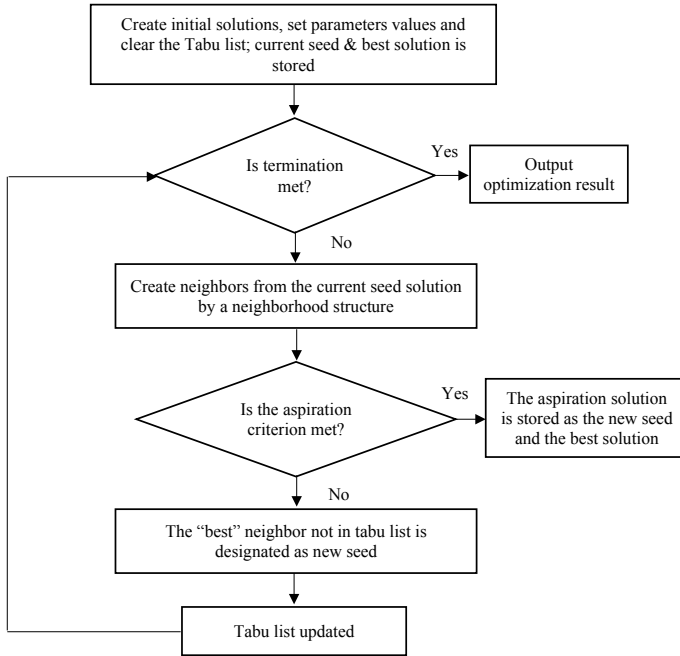 Create initial solutions, set parameters values and
clear the Tabu list; current seed & best solution is
stored
Is termination
met?
Yes
Output
optimization result
No
Create neighbors from the current seed solution
by a neighborhood structure
Is the aspiration
criterion met?
Yes
The aspiration solution
is stored as the new seed
and the best solution
No
The “best” neighbor not in tabu list is
designated as new seed
Tabu list updated